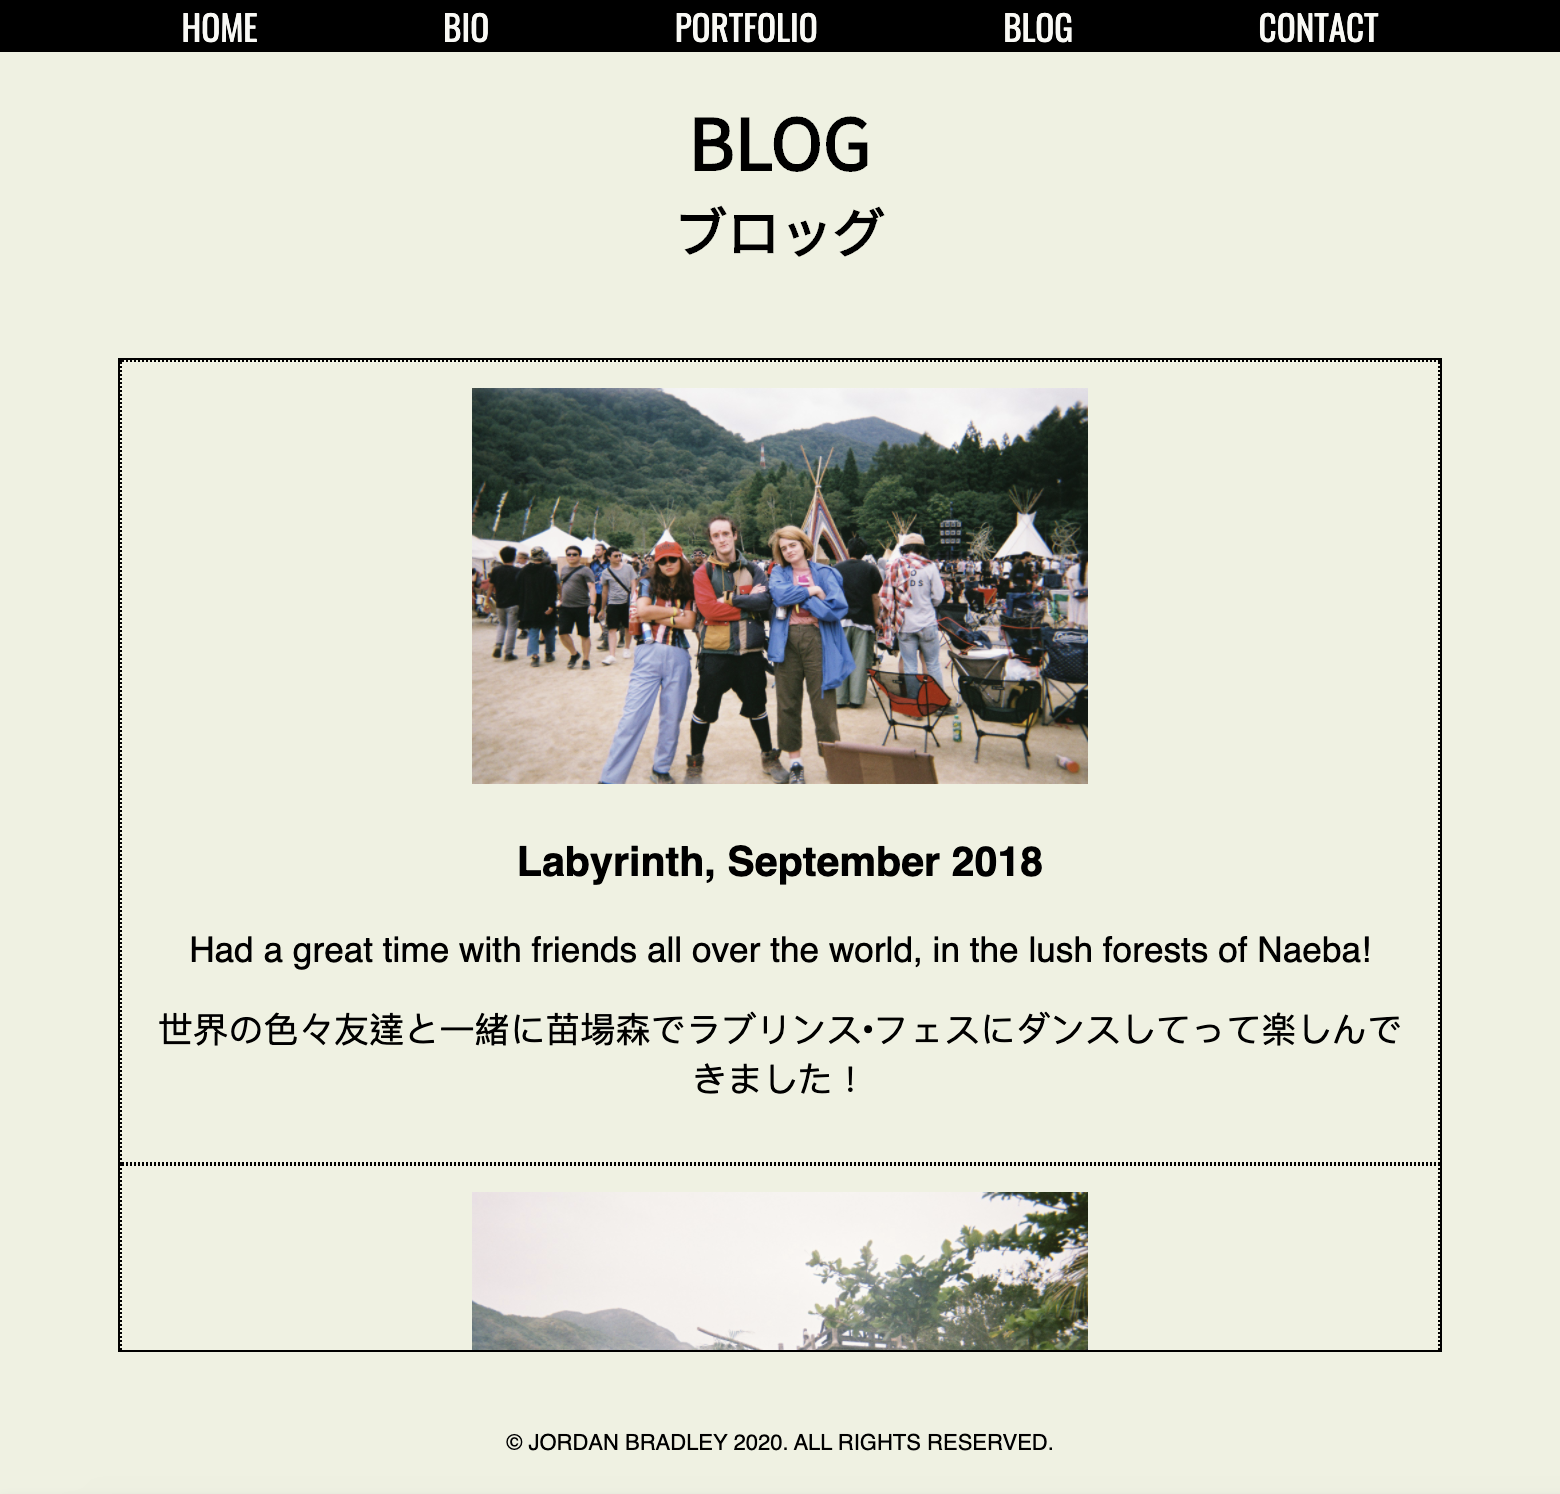 HOME BIO PORTFOLIO BLOG CONTACT
BLOG
ブロッグ
Labyrinth, September 2018
Had a great time with friends all over the world, in the lush forests of Naeba!
世界の色々友達と一緒に苗場森でラブリンス•フェスにダンスしてって楽しんで
きました！
© JORDAN BRADLEY 2020. ALL RIGHTS RESERVED.